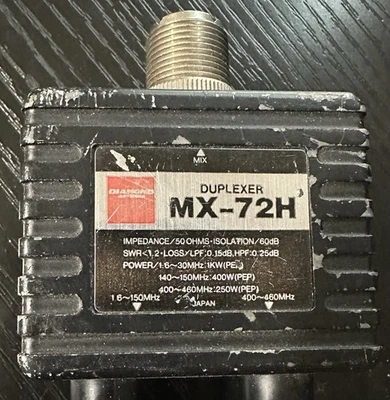 MIX
DIAMOND
ANTENNA
DUPLEXER
MX-72H
IMPEDANCE/50OHMS·ISOLATION/60dB
SWR<1.2·LOSS/LPF:0.15dB,HPF:0.25dB
POWER/1.6~30MHz:1KW(PEP)
140~150MHz:400W(PEP)
400~460MHz:250W(PEP)
1.6~150MHz JAPAN 400~460MHz